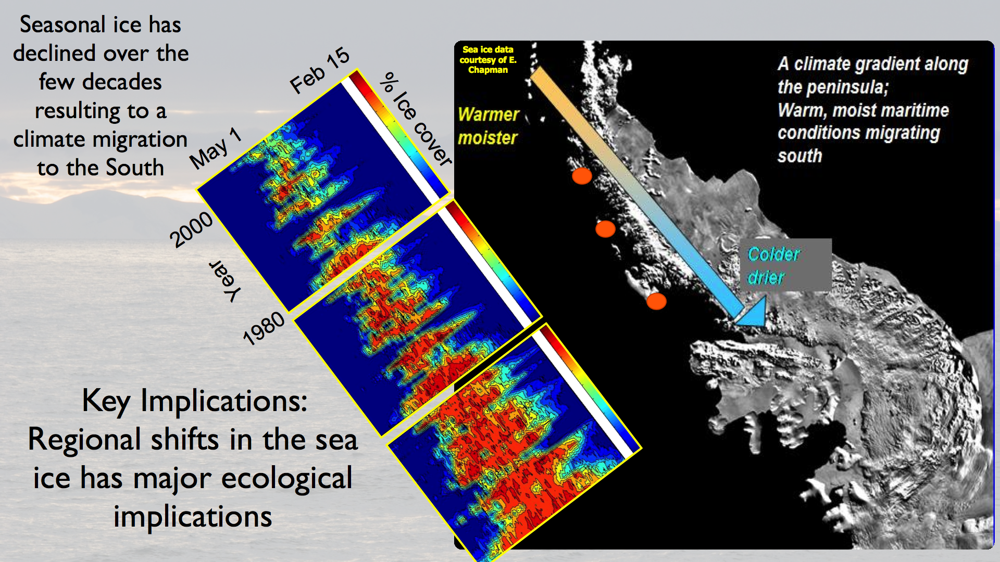 Seasonal ice has
declined over the
few decades
resulting to a
climate migration
to the South
Feb 15
May 1
% Ice cover
2000
Year
1980
Sea ice data
courtesy of E.
Chapman
Warmer
moister
A climate gradient along
the peninsula;
Warm, moist maritime
conditions migrating
south
Colder
drier
Key Implications:
Regional shifts in the sea
ice has major ecological
implications